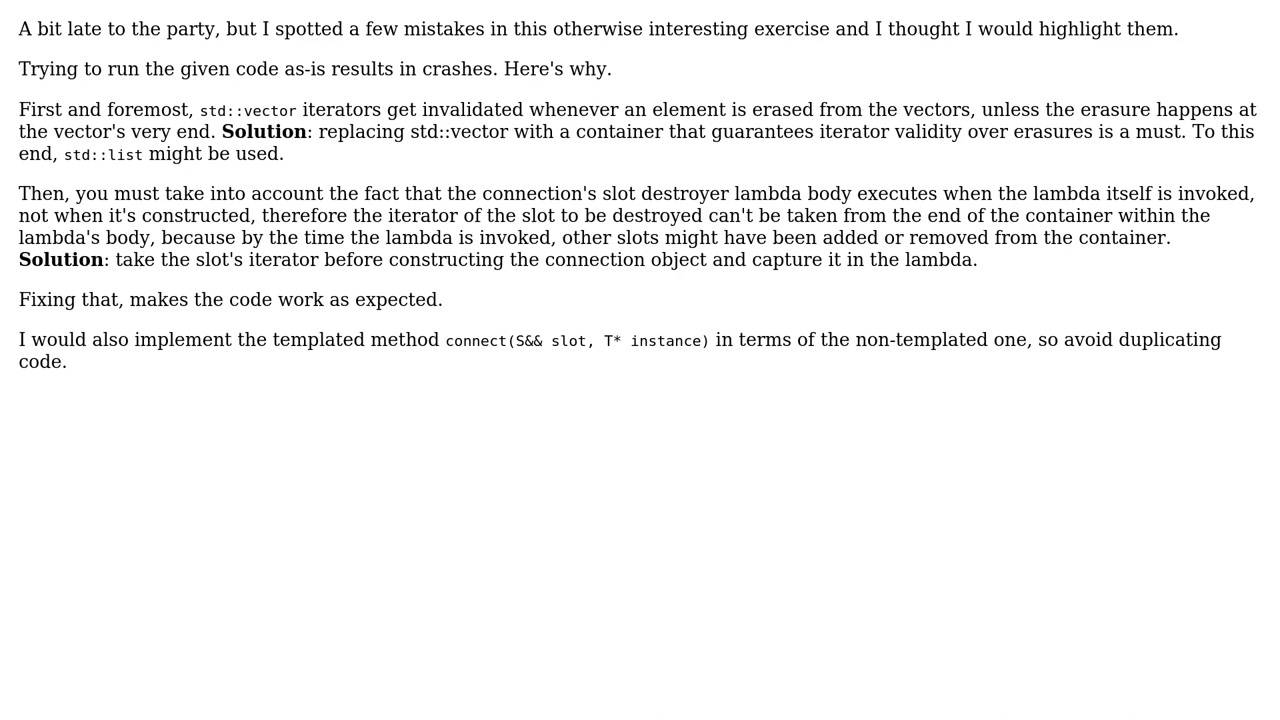 A bit late to the party, but I spotted a few mistakes in this otherwise interesting exercise and I thought I would highlight them.
Trying to run the given code as-is results in crashes. Here's why.
First and foremost, std::vector iterators get invalidated whenever an element is erased from the vectors, unless the erasure happens at
the vector's very end. Solution: replacing std::vector with a container that guarantees iterator validity over erasures is a must. To this
end, std::list might be used.
Then, you must take into account the fact that the connection's slot destroyer lambda body executes when the lambda itself is invoked,
not when it's constructed, therefore the iterator of the slot to be destroyed can't be taken from the end of the container within the
lambda's body, because by the time the lambda is invoked, other slots might have been added or removed from the container.
Solution: take the slot's iterator before constructing the connection object and capture it in the lambda.
Fixing that, makes the code work as expected.
I would also implement the templated method connect(S&& slot, T* instance) in terms of the non-templated one, so avoid duplicating
code.